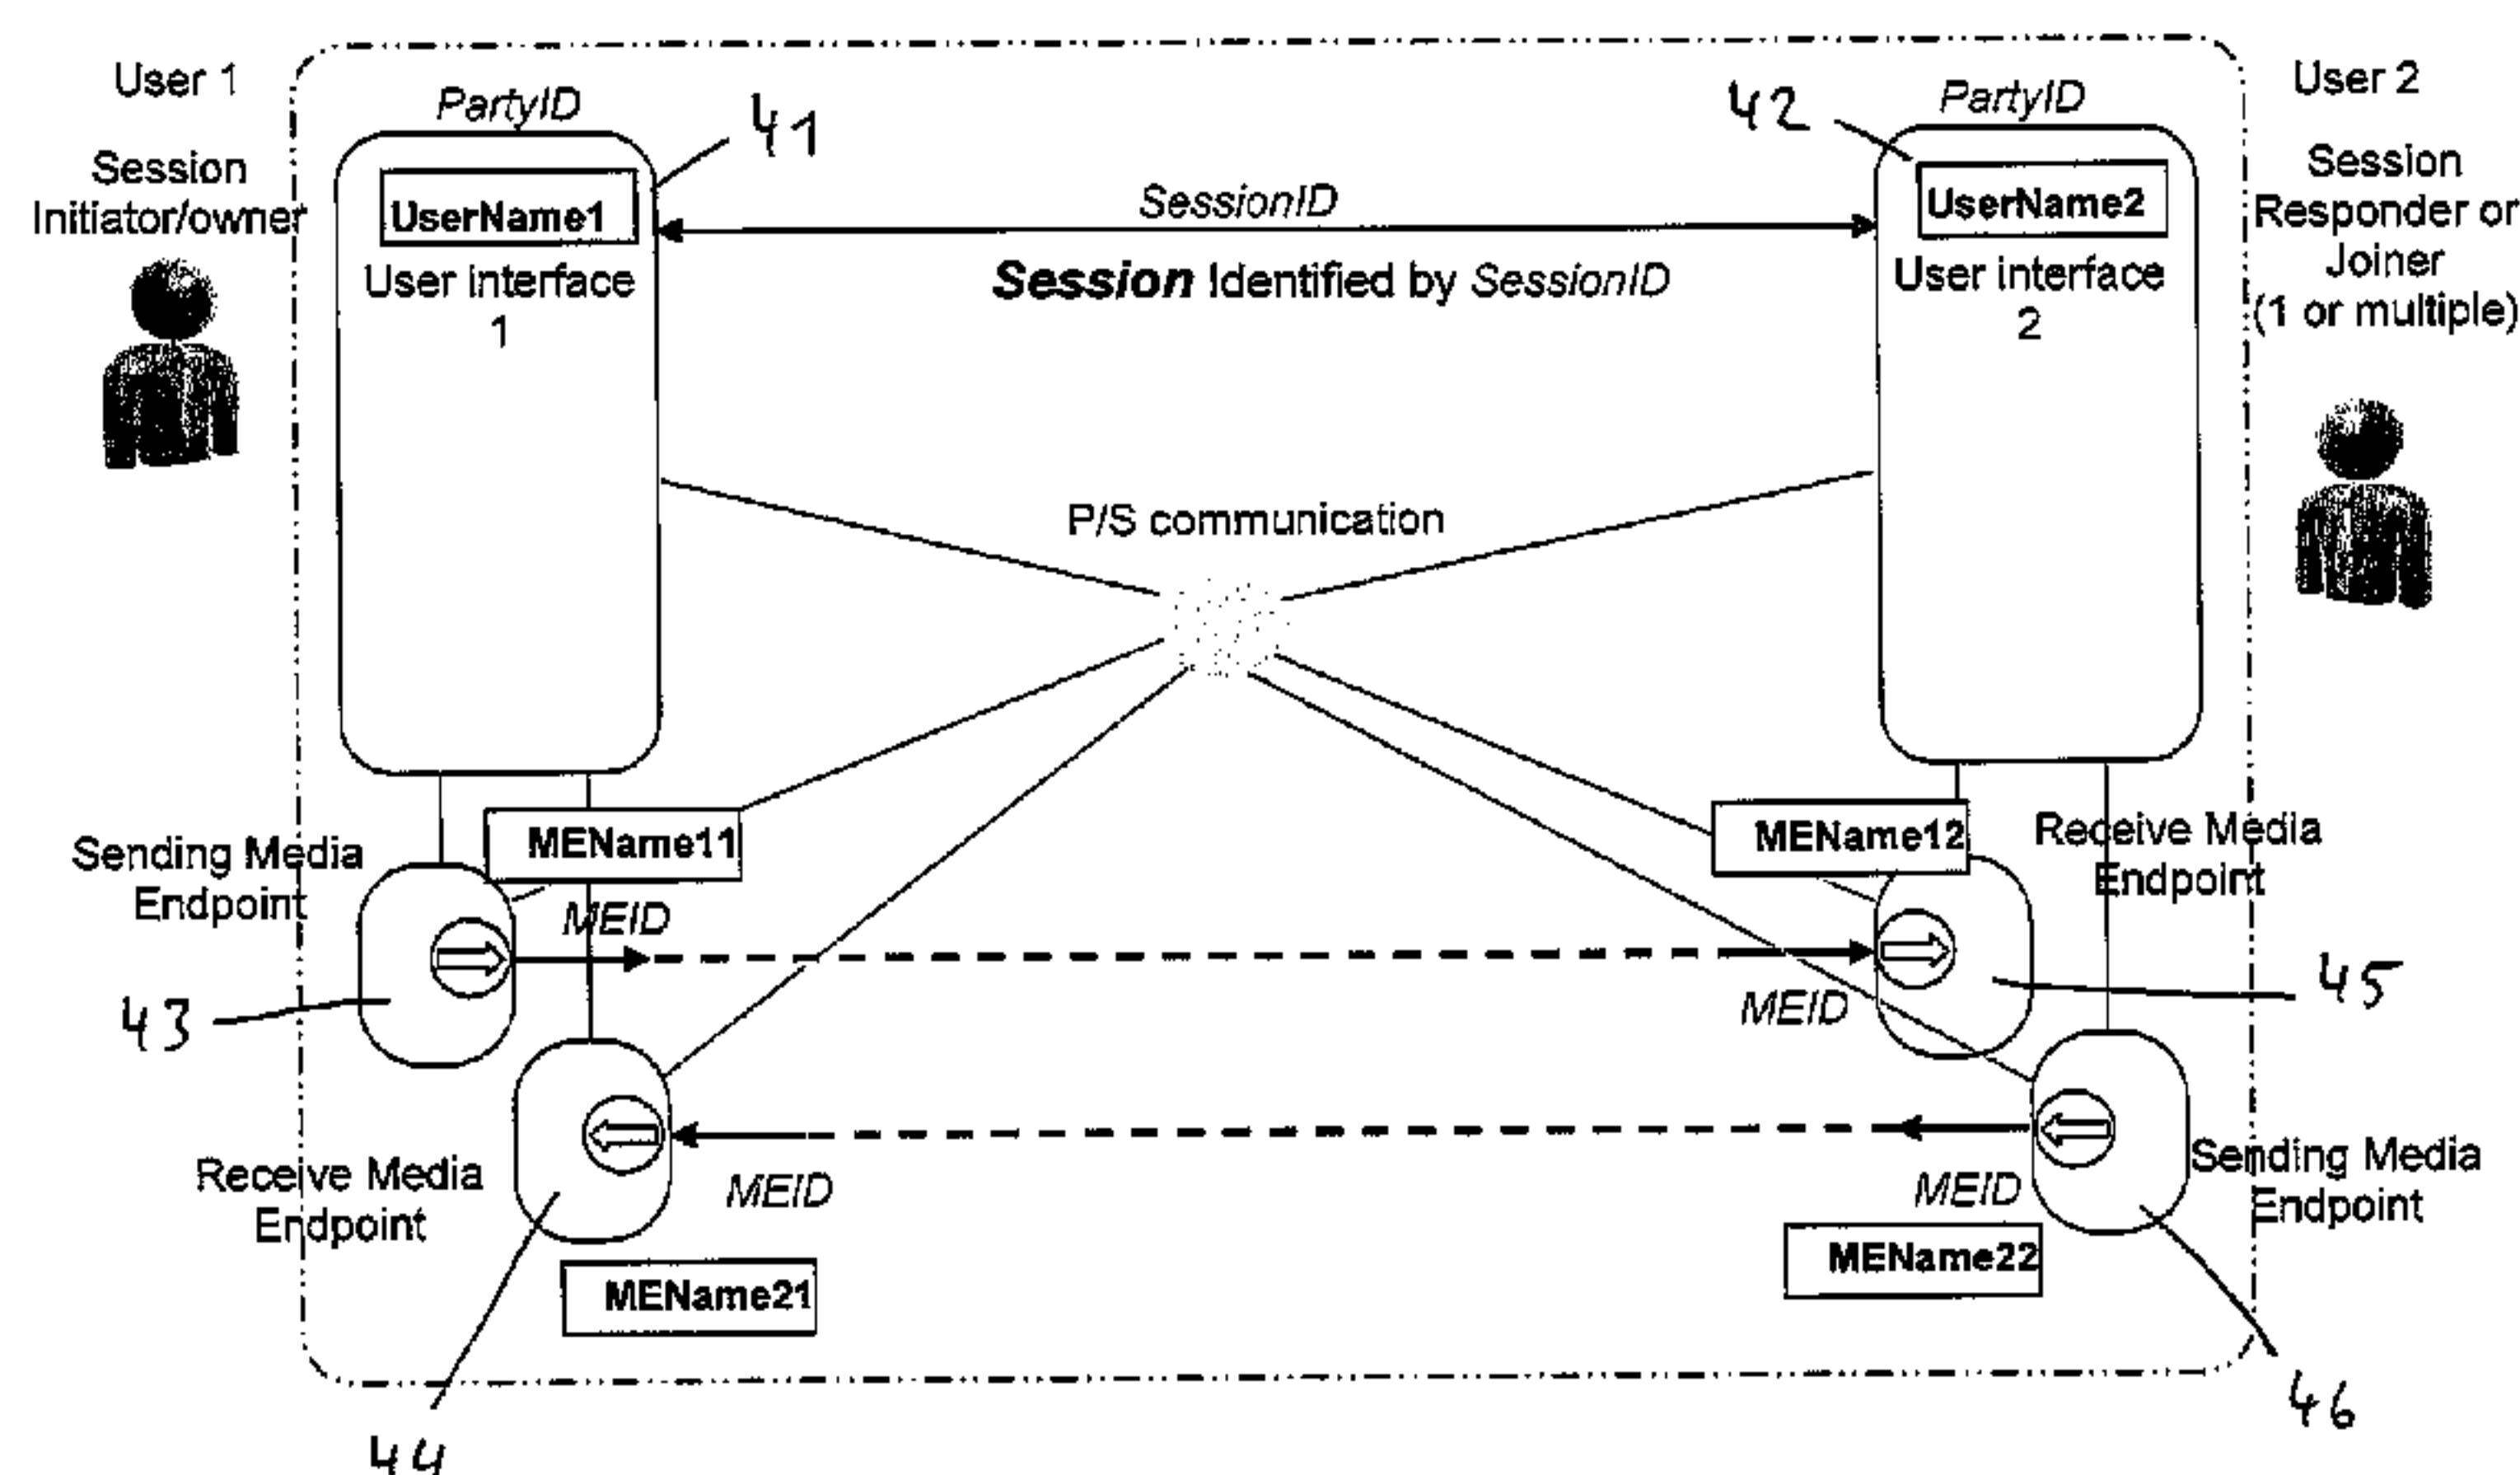 User 1
Session
Initiator/owner
PartyID
41
UserName1
User interface
1
SessionID
Session Identified by SessionID
42
PartyID
UserName2
User interface
2
User 2
Session
Responder or
Joiner
(1 or multiple)
P/S communication
Sending Media
Endpoint
MEName11
MEID
43
MEName12
Receive Media
Endpoint
MEID
45
Receive Media
Endpoint
MEID
MEName21
44
MEID
MEName22
Sending Media
Endpoint
46